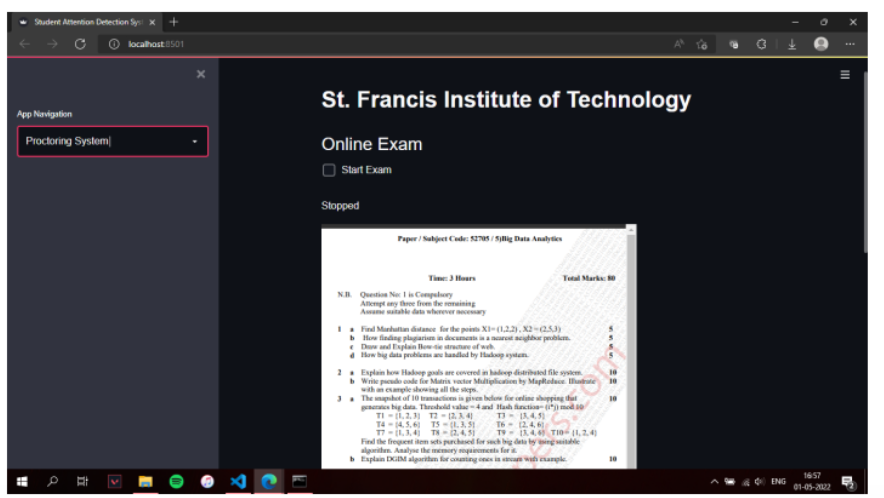 Student Attention Detection Sys
localhost:8501
App Navigation
Proctoring System
St. Francis Institute of Technology
Online Exam
Start Exam
Stopped
Paper / Subject Code: 52705 / 5)Big Data Analytics
Time: 3 Hours Total Marks: 80
N.B. Question No: 1 is Compulsory
Attempt any three from the remaining
Assume suitable data wherever necessary
1 a Find Manhattan distance for the points X1= (1,2,2) , X2 = (2,5,3) 5
b How finding plagiarism in documents is a nearest neighbor problem. 5
c Draw and Explain Bow-tie structure of web. 5
d How big data problems are handled by Hadoop system. 5
2 a Explain how Hadoop goals are covered in hadoop distributed file system. 10
b Write pseudo code for Matrix vector Multiplication by MapReduce. Illustrate 10
with an example showing all the steps.
3 a The snapshot of 10 transactions is given below for online shopping that 10
generates big data. Threshold value = 4 and Hash function= (i*j) mod 10
T1 = {1, 2, 3} T2 = {2, 3, 4} T3 = {3, 4, 5}
T4 = {4, 5, 6} T5 = {1, 3, 5} T6 = {2, 4, 6}
T7 = {1, 3, 4} T8 = {2, 4, 5} T9 = {3, 4, 6} T10= {1, 2, 4}
Find the frequent item sets purchased for such big data by using suitable
algorithm. Analyse the memory requirements for it.
b Explain DGIM algorithm for counting ones in stream with example. 10
ENG
16:57
01-05-2022